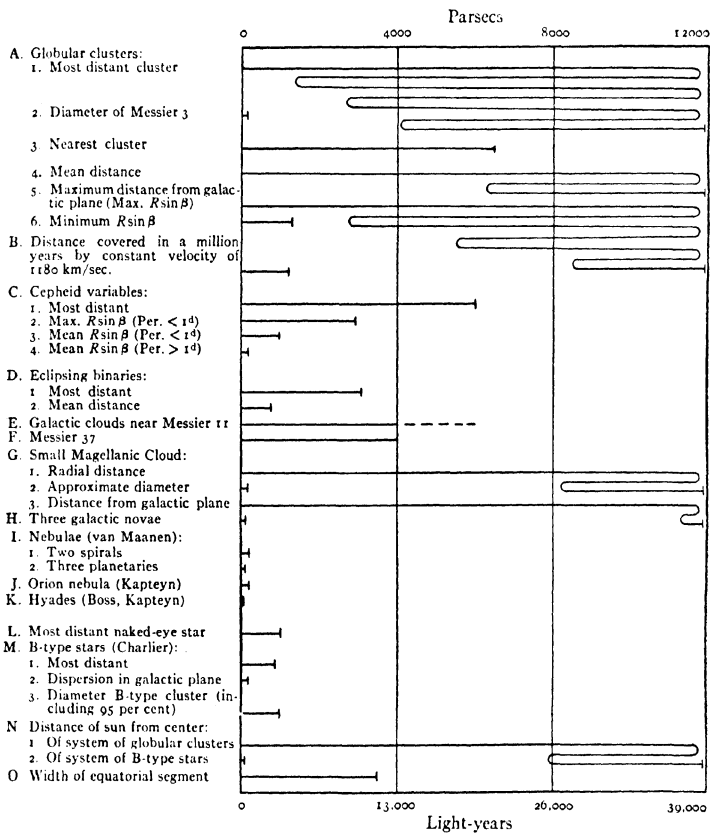 Parsecs
0 4000 8000 12000
A. Globular clusters:
1. Most distant cluster
2. Diameter of Messier 3
3. Nearest cluster
4. Mean distance
5. Maximum distance from galac-
tic plane (Max. R sin β)
6. Minimum R sin β
B. Distance covered in a million
years by constant velocity of
1180 km/sec.
C. Cepheid variables:
1. Most distant
2. Max. R sin β (Per. < 1ᵈ)
3. Mean R sin β (Per. < 1ᵈ)
4. Mean R sin β (Per. > 1ᵈ)
D. Eclipsing binaries:
1 Most distant
2. Mean distance
E. Galactic clouds near Messier 11
F. Messier 37
G. Small Magellanic Cloud:
1. Radial distance
2. Approximate diameter
3. Distance from galactic plane
H. Three galactic novae
I. Nebulae (van Maanen):
1. Two spirals
2. Three planetaries
J. Orion nebula (Kapteyn)
K. Hyades (Boss, Kapteyn)
L. Most distant naked-eye star
M. B-type stars (Charlier):
1. Most distant
2. Dispersion in galactic plane
3. Diameter B-type cluster (in-
cluding 95 per cent)
N Distance of sun from center:
1 Of system of globular clusters
2. Of system of B-type stars
O Width of equatorial segment
0 13,000 26,000 39,000
Light-years